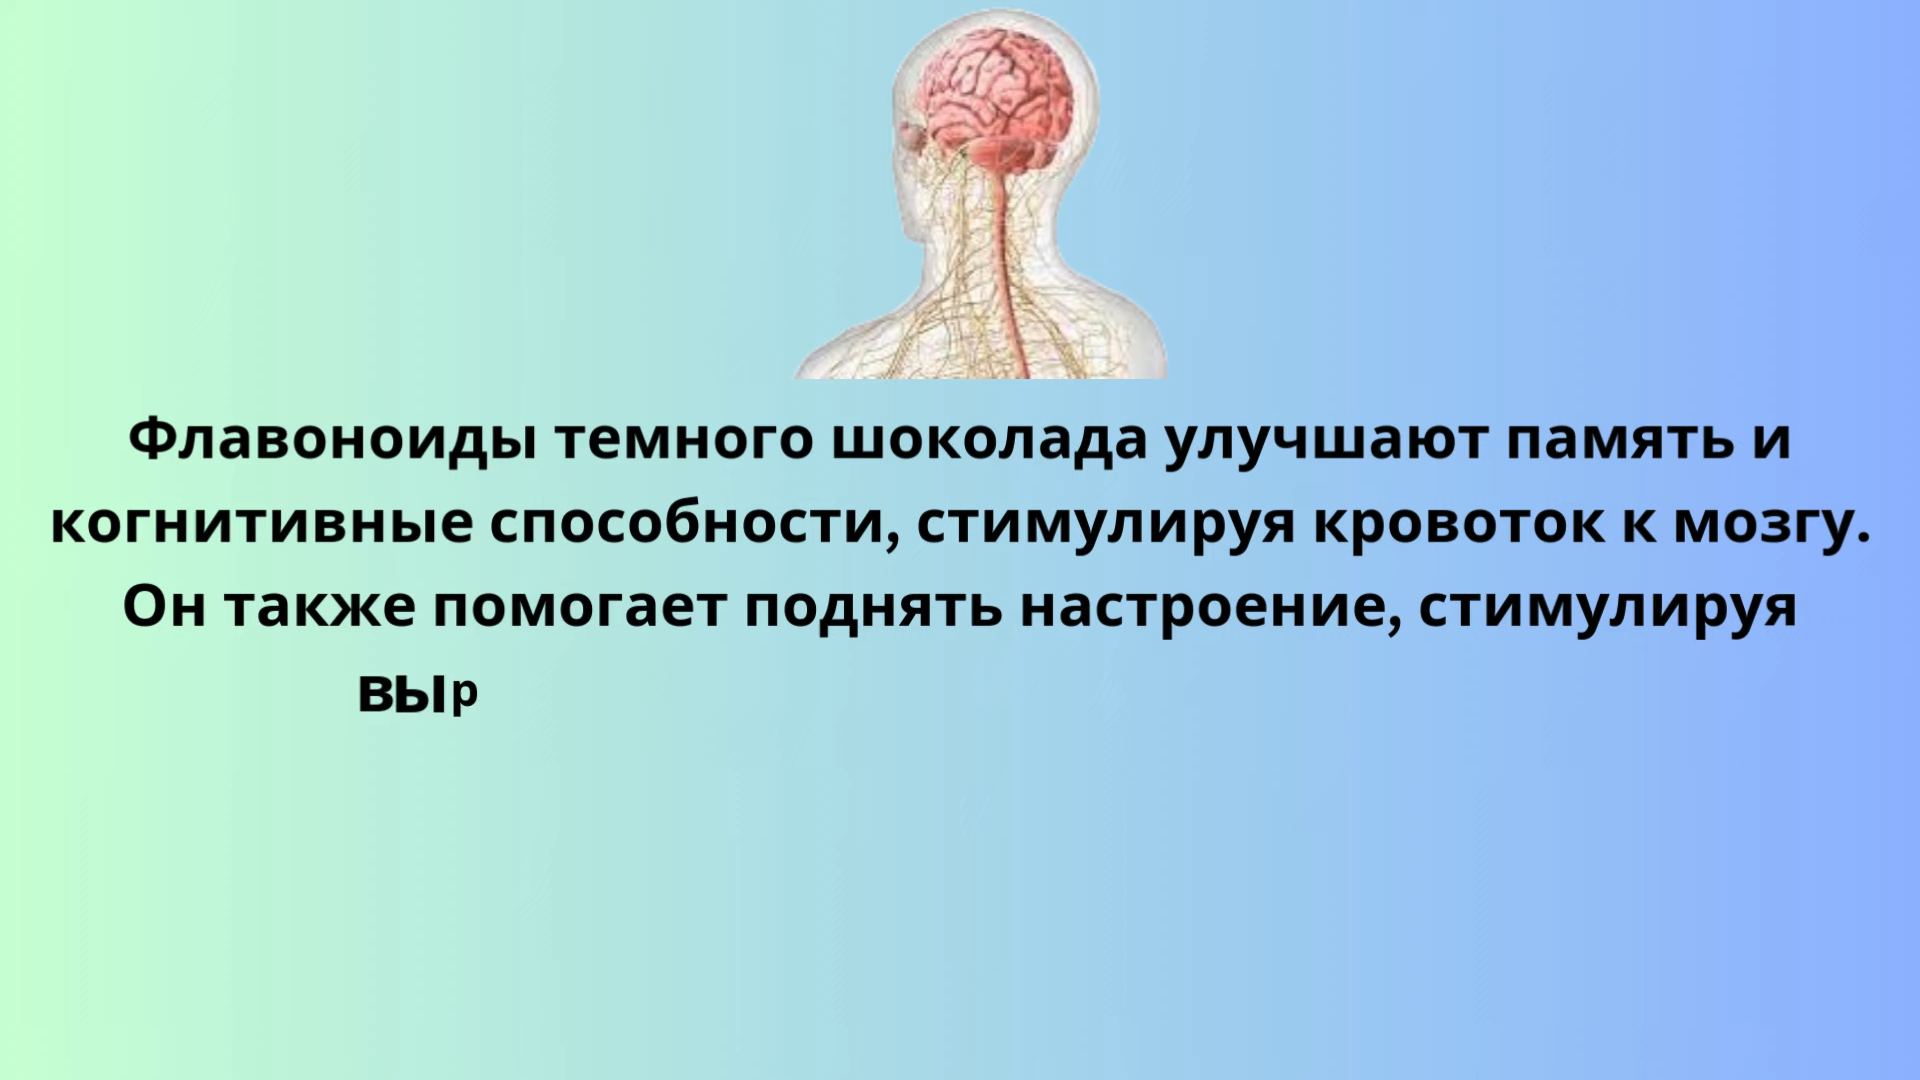 Флавоноиды темного шоколада улучшают память и
когнитивные способности, стимулируя кровоток к мозгу.
Он также помогает поднять настроение, стимулируя
выр